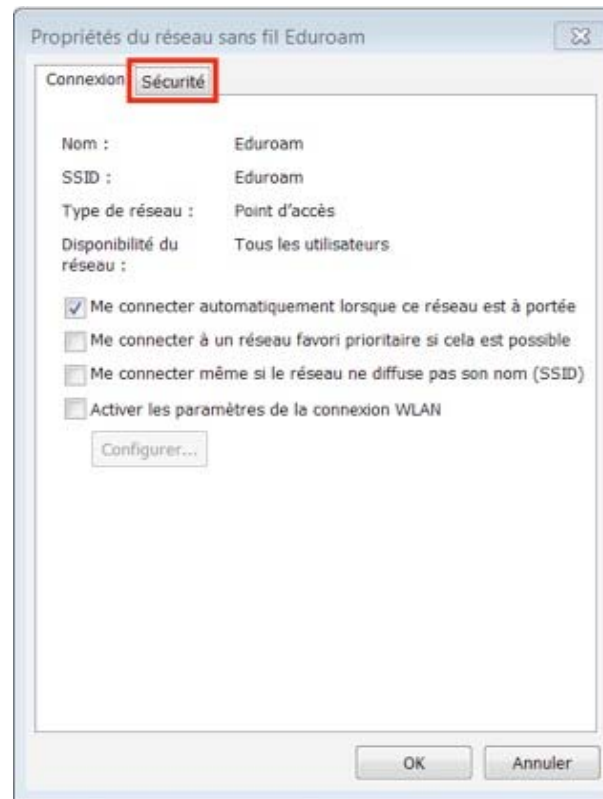 Propriétés du réseau sans fil Eduroam
Connexion Sécurité
Nom : Eduroam
SSID : Eduroam
Type de réseau : Point d'accès
Disponibilité du Tous les utilisateurs
réseau :
Me connecter automatiquement lorsque ce réseau est à portée
Me connecter à un réseau favori prioritaire si cela est possible
Me connecter même si le réseau ne diffuse pas son nom (SSID)
Activer les paramètres de la connexion WLAN
Configurer...
OK Annuler